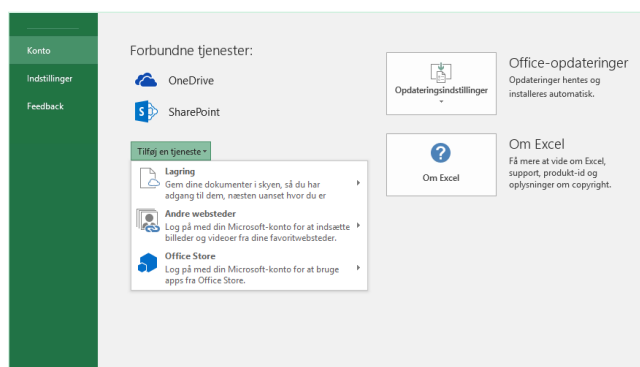 Konto
Indstillinger
Feedback
Forbundne tjenester:
OneDrive
SharePoint
Tilføj en tjeneste
Lagring
Gem dine dokumenter i skyen, så du har
adgang til dem, næsten uanset hvor du er
Andre websteder
Log på med din Microsoft-konto for at indsætte
billeder og videoer fra dine favoritwebsteder.
Office Store
Log på med din Microsoft-konto for at bruge
apps fra Office Store.
Opdateringsindstillinger
Office-opdateringer
Opdateringer hentes og
installeres automatisk.
Om Excel
Om Excel
Få mere at vide om Excel,
support, produkt-id og
oplysninger om copyright.